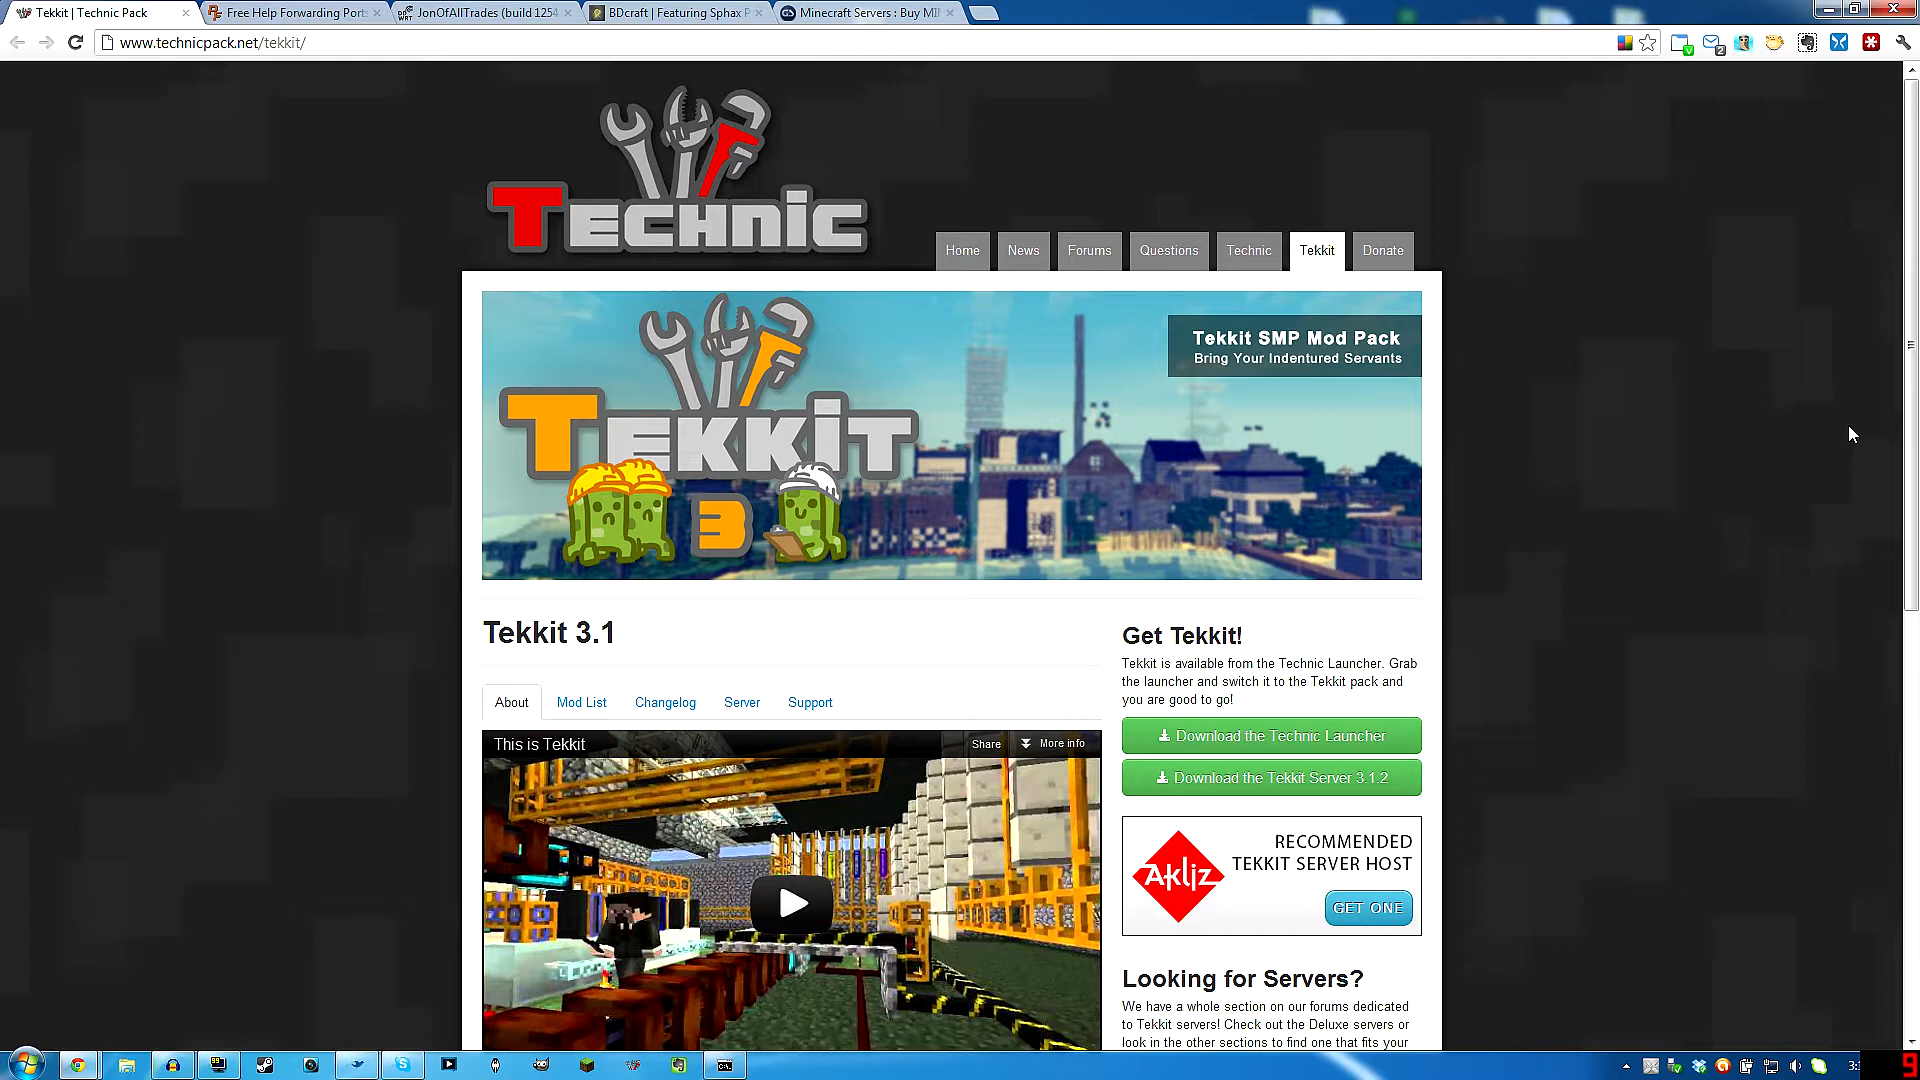 Tekkit | Technic Pack
Free Help Forwarding Ports
JonOfAllTrades (build 1254
BDcraft | Featuring Sphax P
Minecraft Servers : Buy MI
www.technicpack.net/tekkit/
TECHNIC
Home
News
Forums
Questions
Technic
Tekkit
Donate
TEKKIT
3
Tekkit SMP Mod Pack
Bring Your Indentured Servants
Tekkit 3.1
About
Mod List
Changelog
Server
Support
This is Tekkit
Share
More info
Get Tekkit!
Tekkit is available from the Technic Launcher. Grab
the launcher and switch it to the Tekkit pack and
you are good to go!
Download the Technic Launcher
Download the Tekkit Server 3.1.2
Akliz
RECOMMENDED
TEKKIT SERVER HOST
GET ONE
Looking for Servers?
We have a whole section on our forums dedicated
to Tekkit servers! Check out the Deluxe servers or
look in the other sections to find one that fits your
99
9